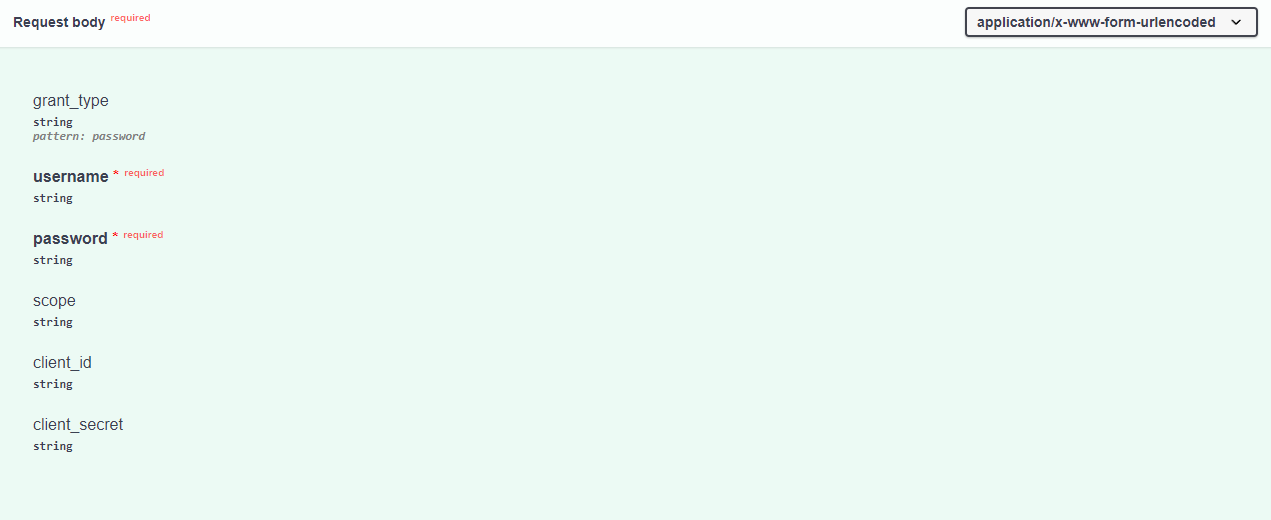 Request body required
application/x-www-form-urlencoded
grant_type
string
pattern: password
username * required
string
password * required
string
scope
string
client_id
string
client_secret
string